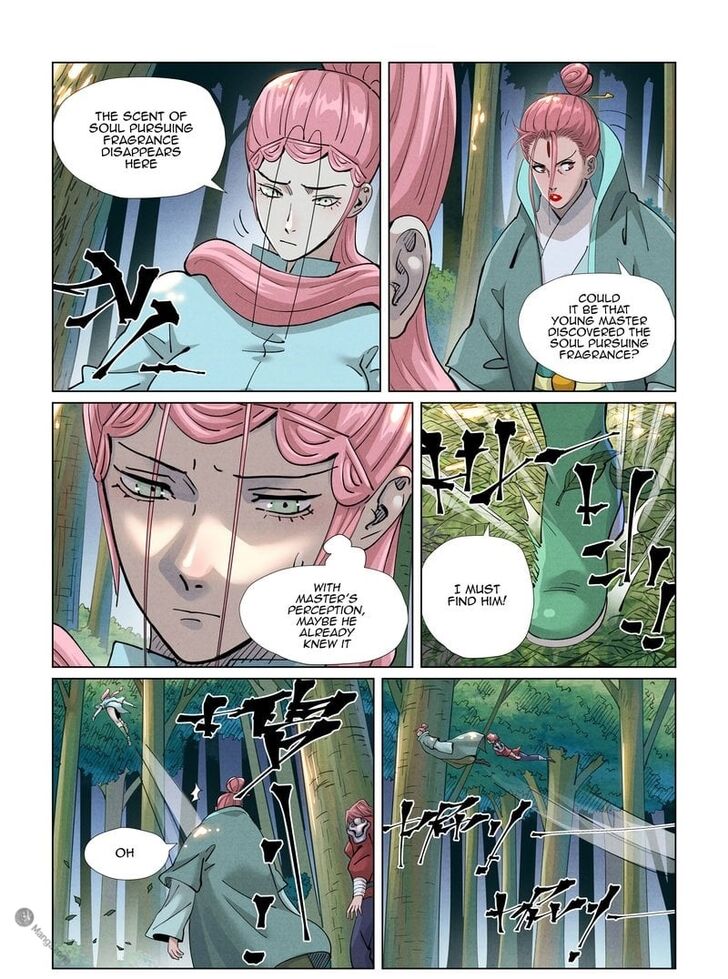 THE SCENT OF
SOUL PURSUING
FRAGRANCE
DISAPPEARS
HERE
COULD
IT BE THAT
YOUNG MASTER
DISCOVERED THE
SOUL PURSUING
FRAGRANCE?
WITH
MASTER'S
PERCEPTION,
MAYBE HE
ALREADY
KNEW IT
I MUST
FIND HIM!
OH